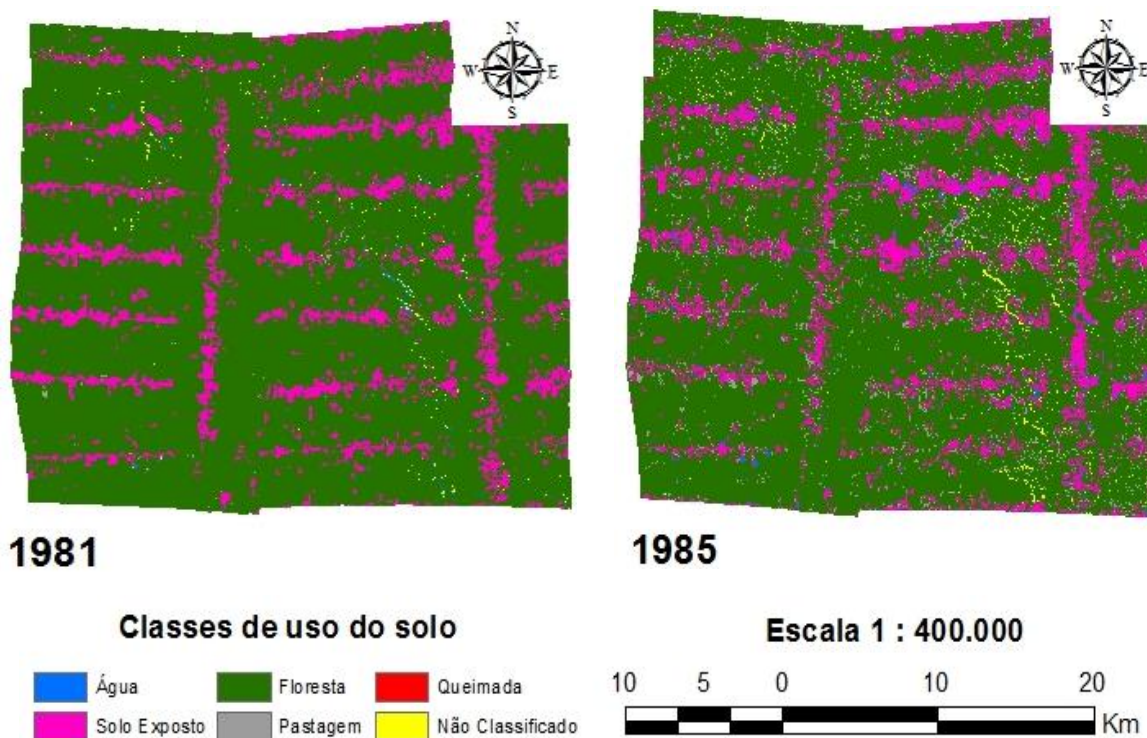 N
W E
S
N
W E
S
1981
1985
Classes de uso do solo
Água Floresta Queimada
Solo Exposto Pastagem Não Classificado
Escala 1 : 400.000
10 5 0 10 20
Km